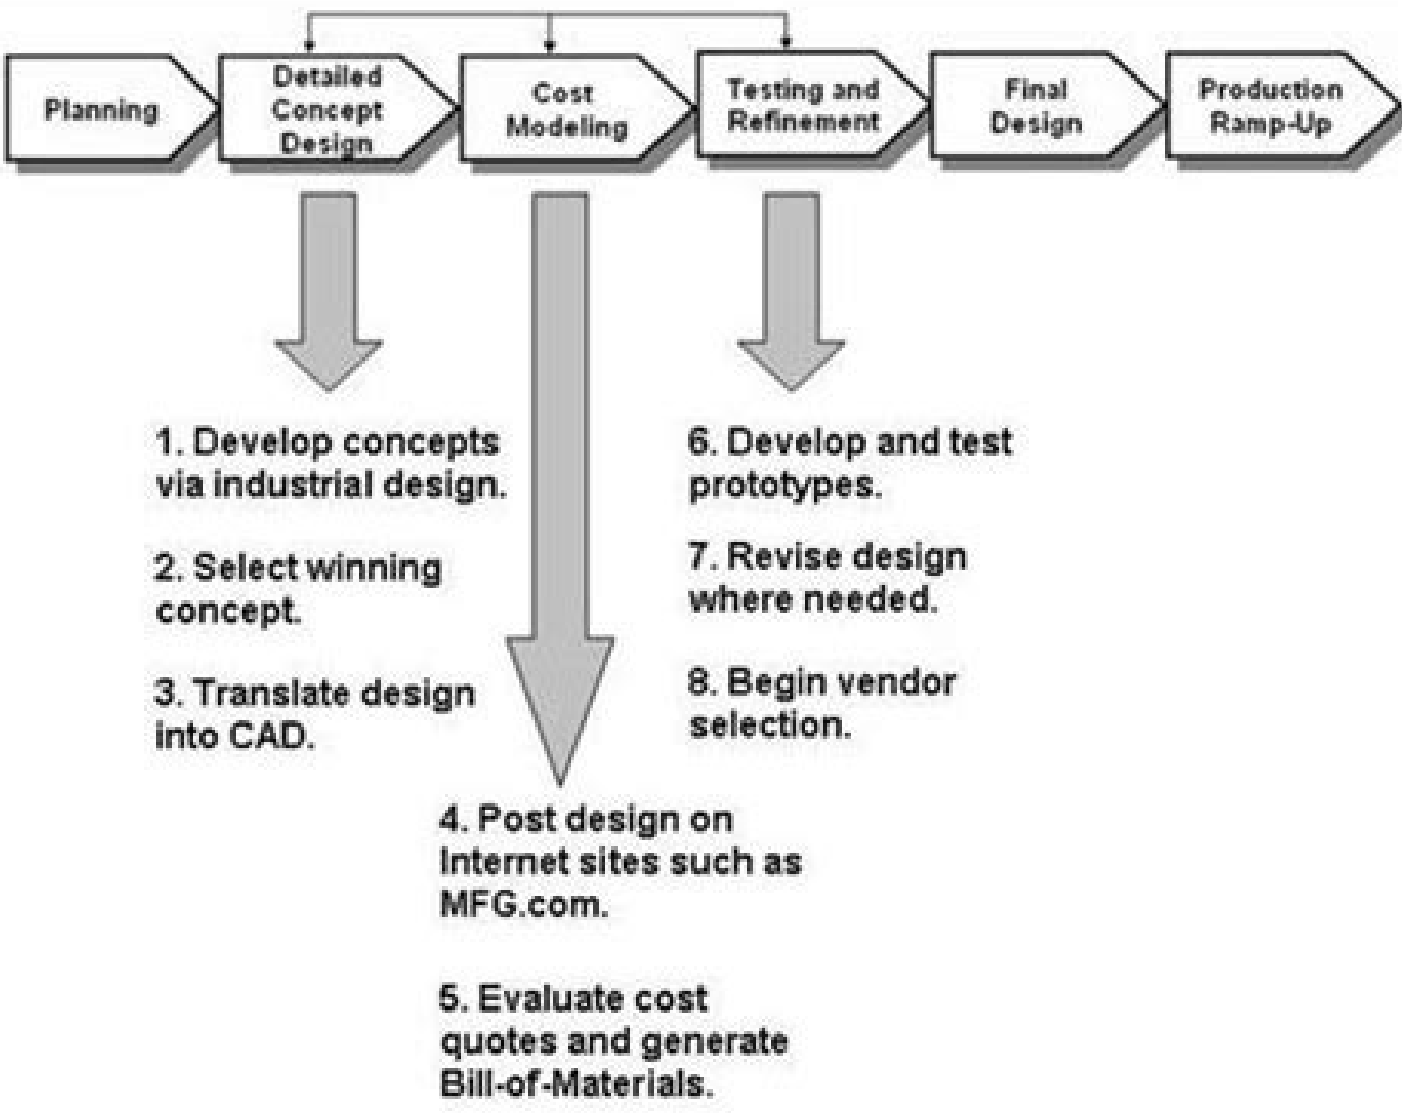 Planning
Detailed
Concept
Design
Cost
Modeling
Testing and
Refinement
Final
Design
Production
Ramp-Up
1. Develop concepts
via industrial design.
2. Select winning
concept.
3. Translate design
into CAD.
4. Post design on
Internet sites such as
MFG.com.
5. Evaluate cost
quotes and generate
Bill-of-Materials.
6. Develop and test
prototypes.
7. Revise design
where needed.
8. Begin vendor
selection.